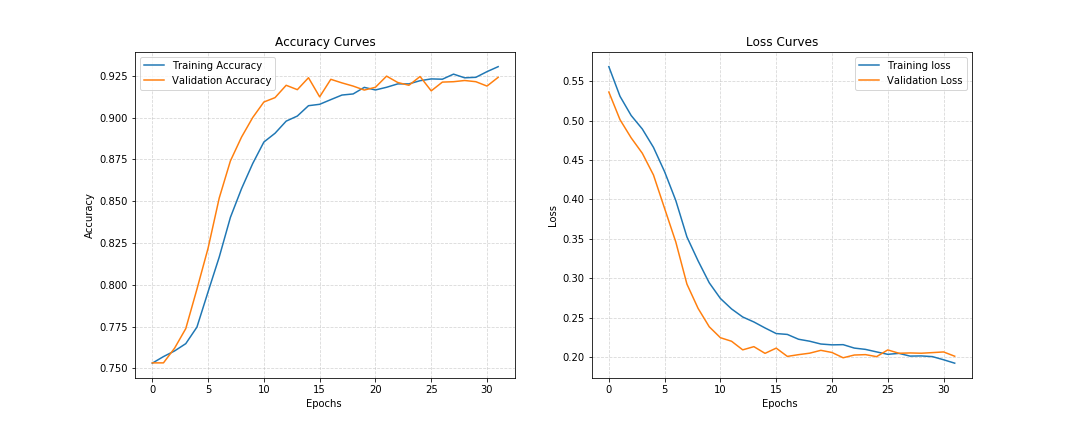 Accuracy Curves
Training Accuracy
Validation Accuracy
0.925
0.900
0.875
0.850
0.825
0.800
0.775
0.750
Accuracy
0 5 10 15 20 25 30
Epochs
Loss Curves
Training loss
Validation Loss
0.55
0.50
0.45
0.40
0.35
0.30
0.25
0.20
Loss
0 5 10 15 20 25 30
Epochs